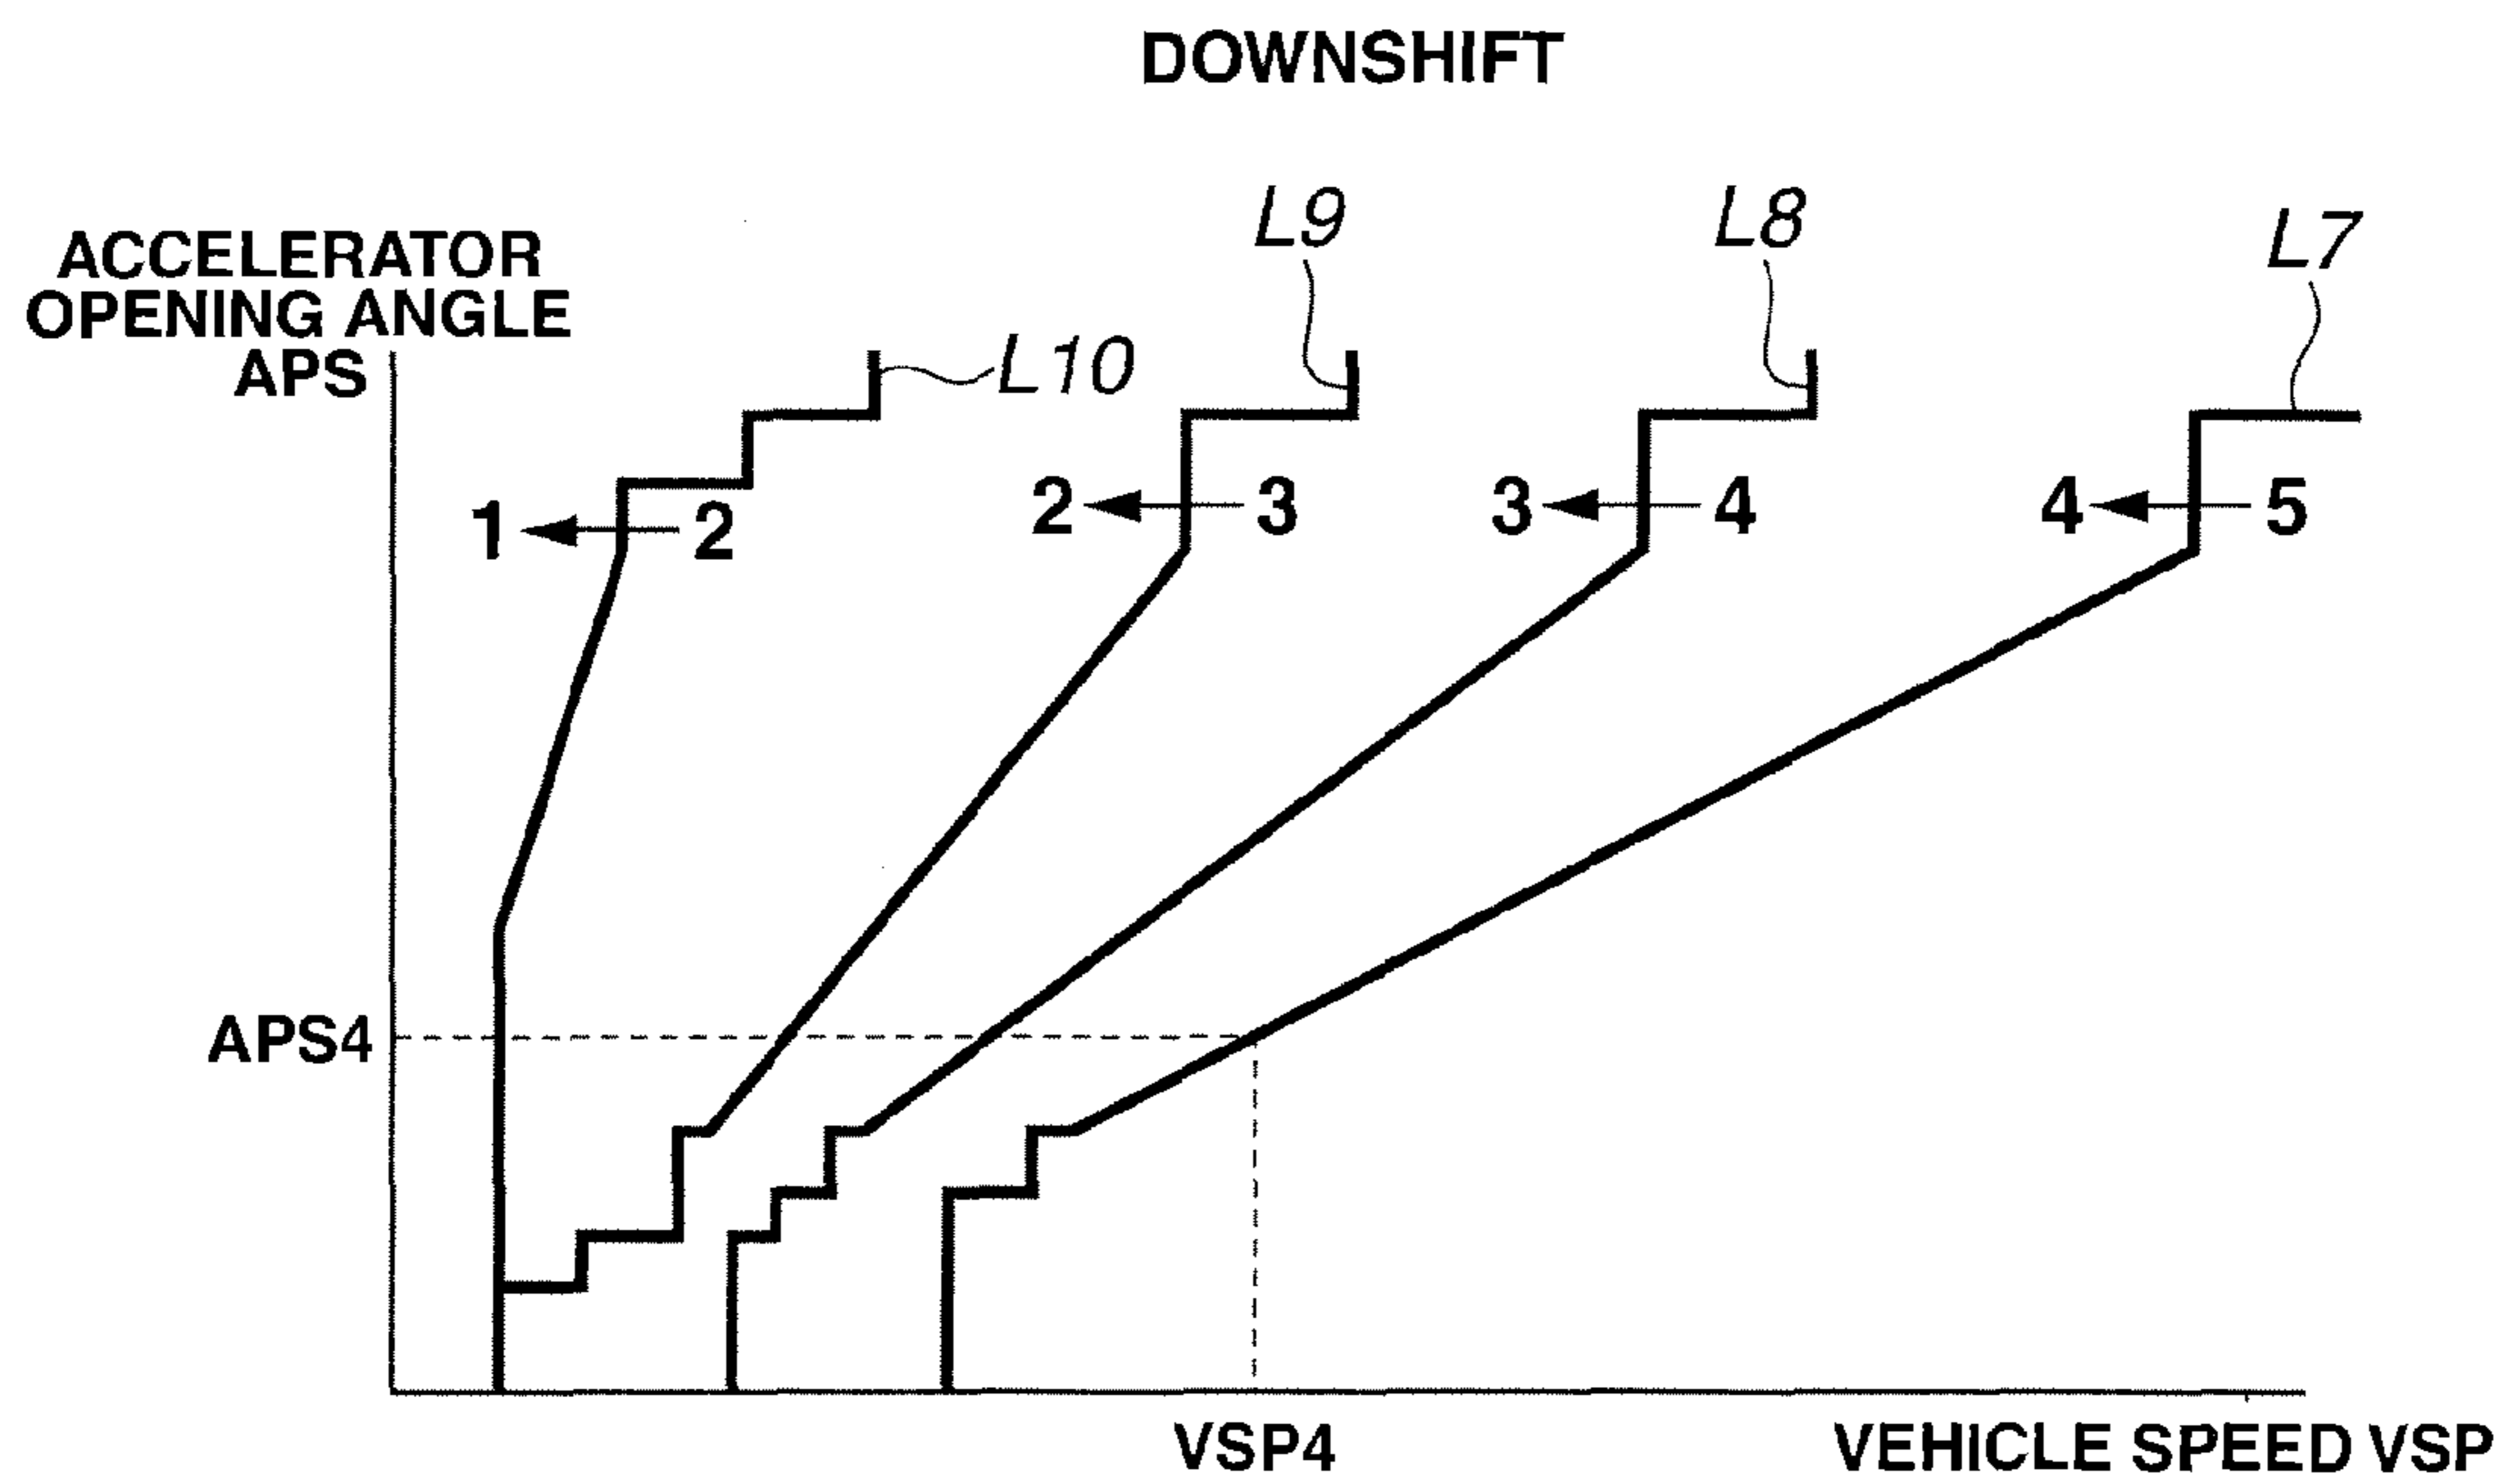 DOWNSHIFT
L9
L8
L7
ACCELERATOR
OPENING ANGLE
APS
L10
1
2
2
3
3
4
4
5
APS4
VSP4
VEHICLE SPEED VSP